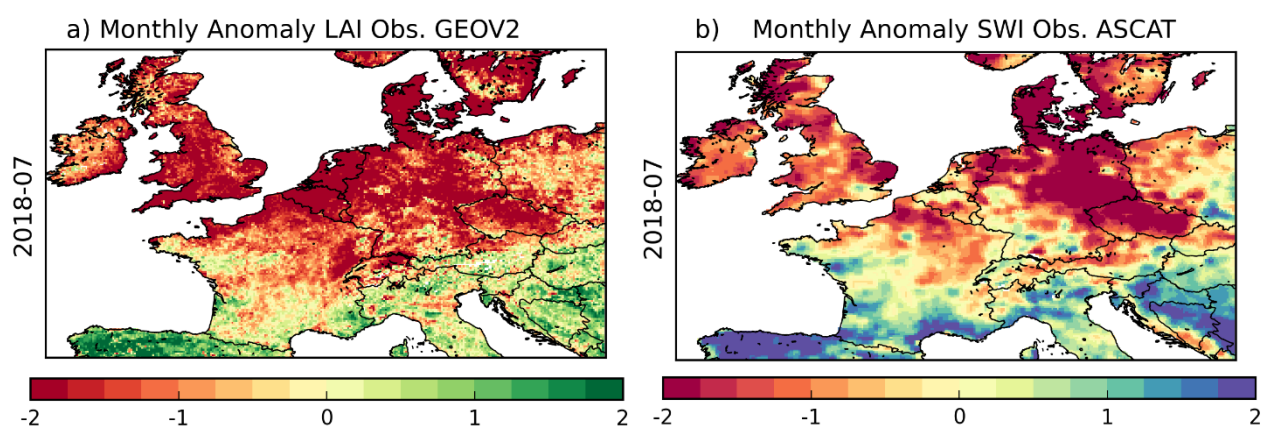 a) Monthly Anomaly LAI Obs. GEOV2
b) Monthly Anomaly SWI Obs. ASCAT
2018-07
2018-07
-2 -1 0 1 2
-2 -1 0 1 2